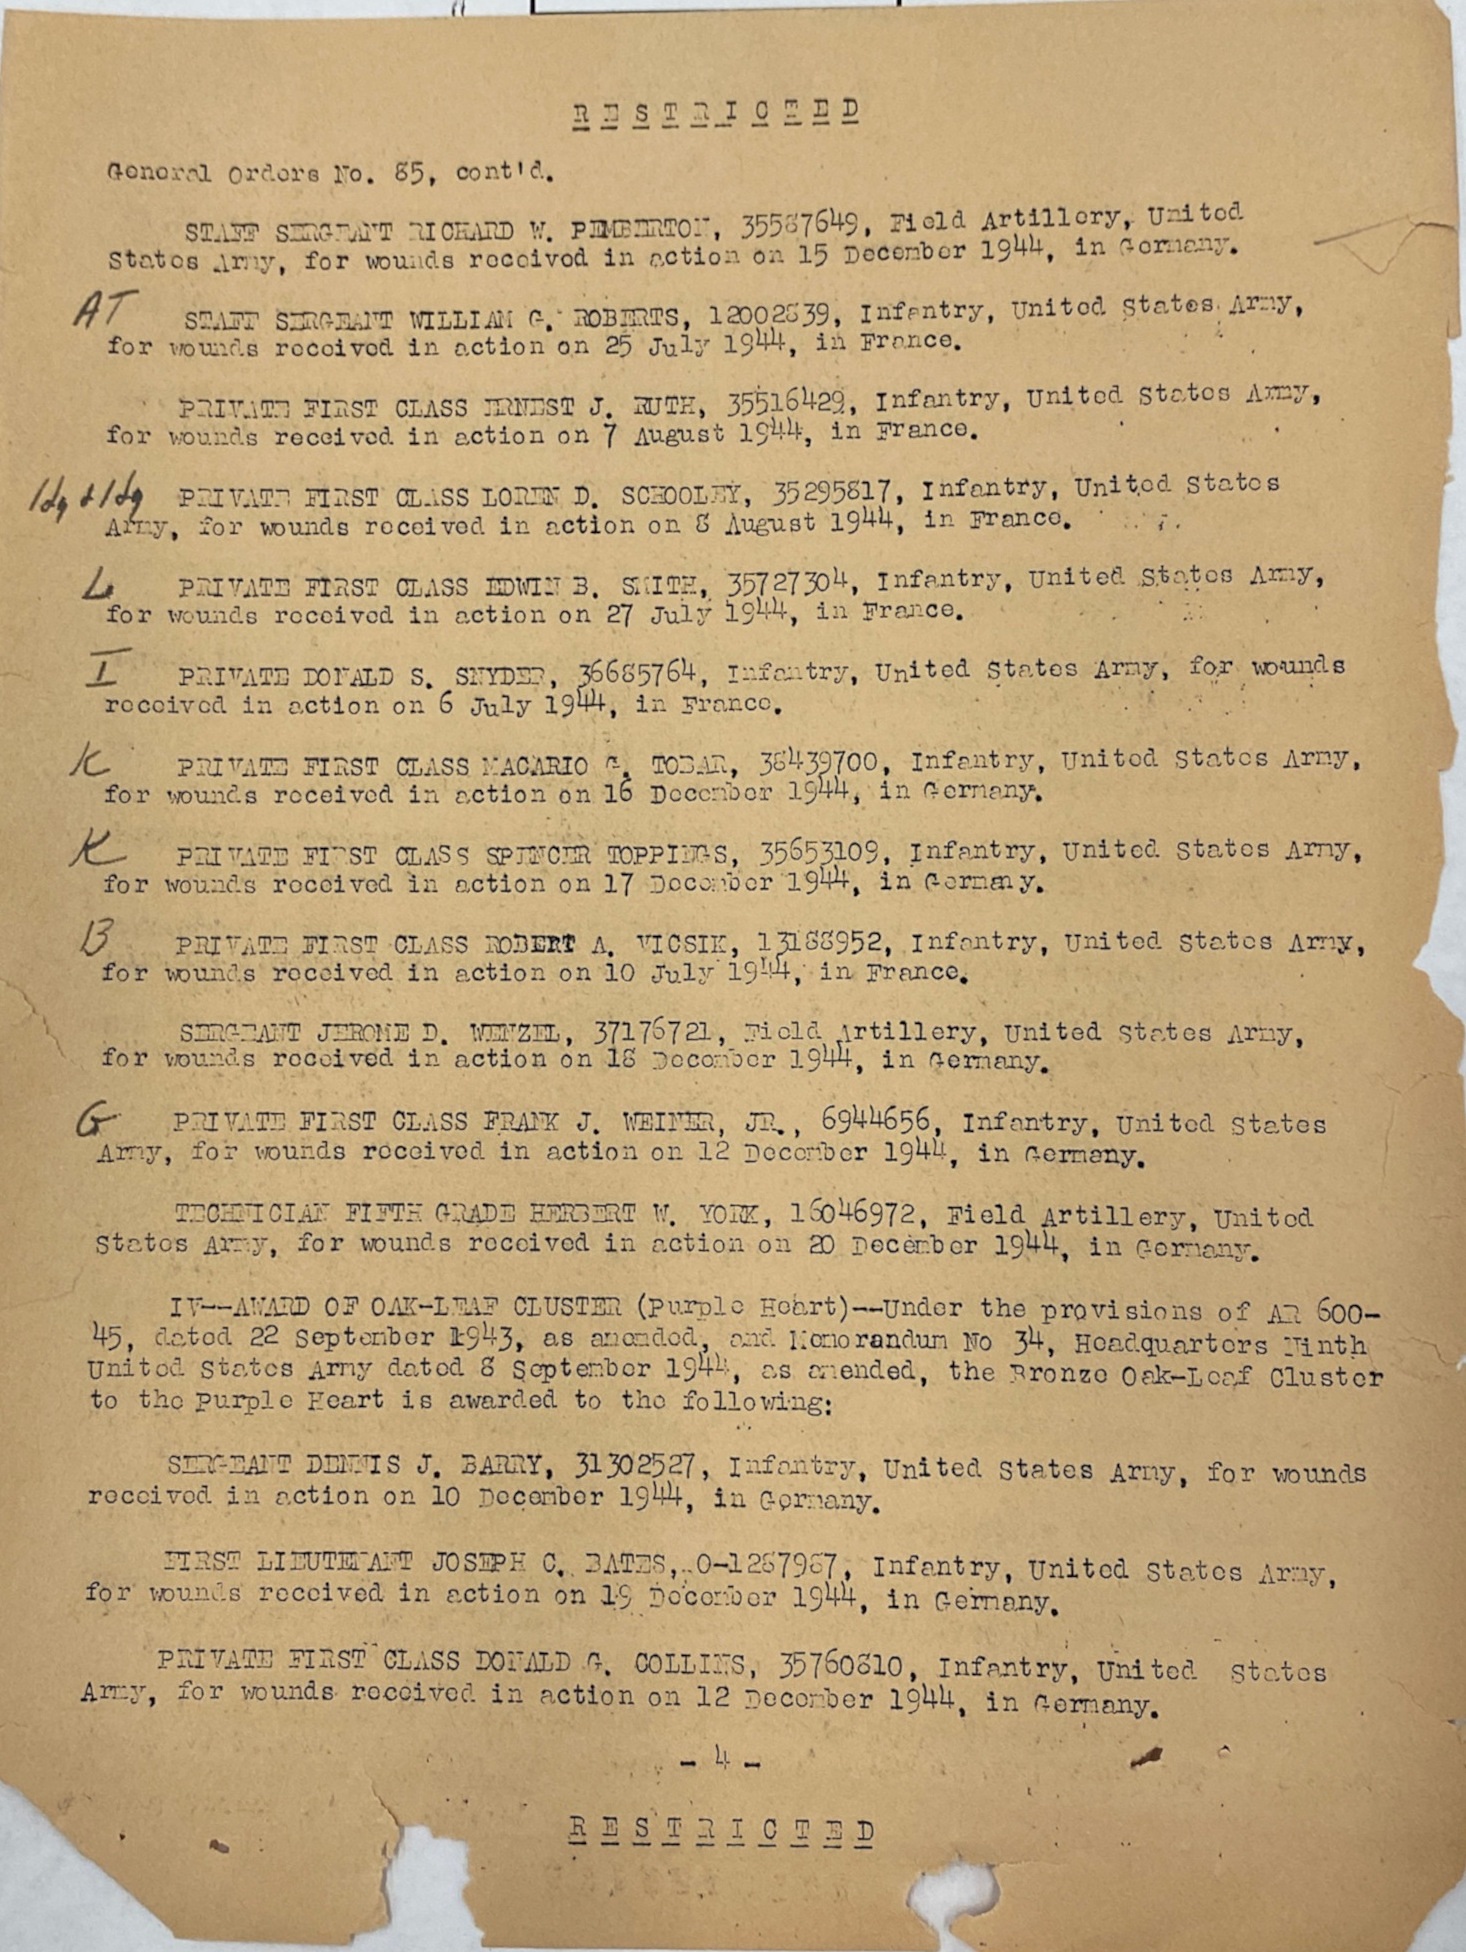 R E S T R I C T E D
General Orders No. 85, cont'd.
STAFF SERGEANT RICHARD W. PEMBERTON, 35587649, Field Artillery, United
States Army, for wounds received in action on 15 December 1944, in Germany.
AT STAFF SERGEANT WILLIAM G. ROBERTS, 12002839, Infantry, United States Army,
for wounds received in action on 25 July 1944, in France.
PRIVATE FIRST CLASS ERNEST J. RUTH, 35516429, Infantry, United States Army,
for wounds received in action on 7 August 1944, in France.
PRIVATE FIRST CLASS LOREN D. SCHOOLEY, 35295817, Infantry, United States
Army, for wounds received in action on 8 August 1944, in France.
L PRIVATE FIRST CLASS EDWIN B. SMITH, 35727304, Infantry, United States Army,
for wounds received in action on 27 July 1944, in France.
I PRIVATE DONALD S. SNYDER, 36685764, Infantry, United States Army, for wounds
received in action on 6 July 1944, in France.
K PRIVATE FIRST CLASS MACARIO G. TOBAR, 38439700, Infantry, United States Army,
for wounds received in action on 16 December 1944, in Germany.
K PRIVATE FIRST CLASS SPENCER TOPPINGS, 35653109, Infantry, United States Army,
for wounds received in action on 17 December 1944, in Germany.
B PRIVATE FIRST CLASS ROBERT A. VICSIK, 13188952, Infantry, United States Army,
for wounds received in action on 10 July 1944, in France.
SERGEANT JEROME D. WENZEL, 37176721, Field Artillery, United States Army,
for wounds received in action on 18 December 1944, in Germany.
G PRIVATE FIRST CLASS FRANK J. WEINER, JR., 6944656, Infantry, United States
Army, for wounds received in action on 12 December 1944, in Germany.
TECHNICIAN FIFTH GRADE HERBERT W. YORK, 16046972, Field Artillery, United
States Army, for wounds received in action on 20 December 1944, in Germany.
IV--AWARD OF OAK-LEAF CLUSTER (Purple Heart)--Under the provisions of AR 600-
45, dated 22 September 1943, as amended, and Memorandum No 34, Headquarters Ninth
United States Army dated 8 September 1944, as amended, the Bronze Oak-Leaf Cluster
to the Purple Heart is awarded to the following:
SERGEANT DENNIS J. BARRY, 31302527, Infantry, United States Army, for wounds
received in action on 10 December 1944, in Germany.
FIRST LIEUTENANT JOSEPH C. BATES, O-1287987, Infantry, United States Army,
for wounds received in action on 19 December 1944, in Germany.
PRIVATE FIRST CLASS DONALD G. COLLINS, 35760810, Infantry, United States
Army, for wounds received in action on 12 December 1944, in Germany.
- 4 -
R E S T R I C T E D